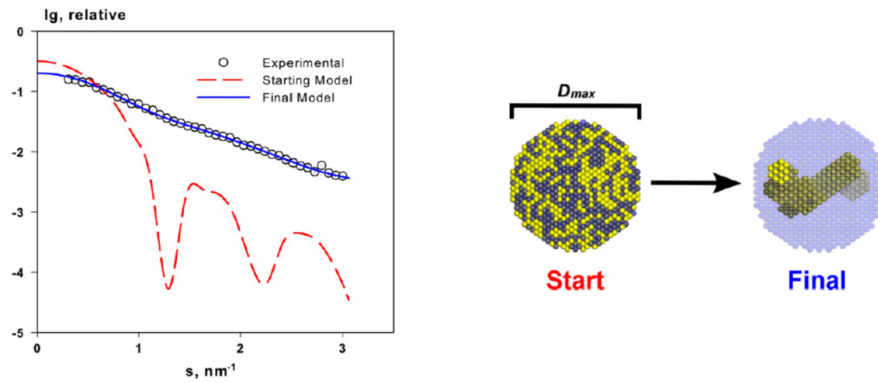 lg, relative
0
-1
-2
-3
-4
-5
0
1
2
3
s, nm⁻¹
Experimental
Starting Model
Final Model
Dmax
Start
Final